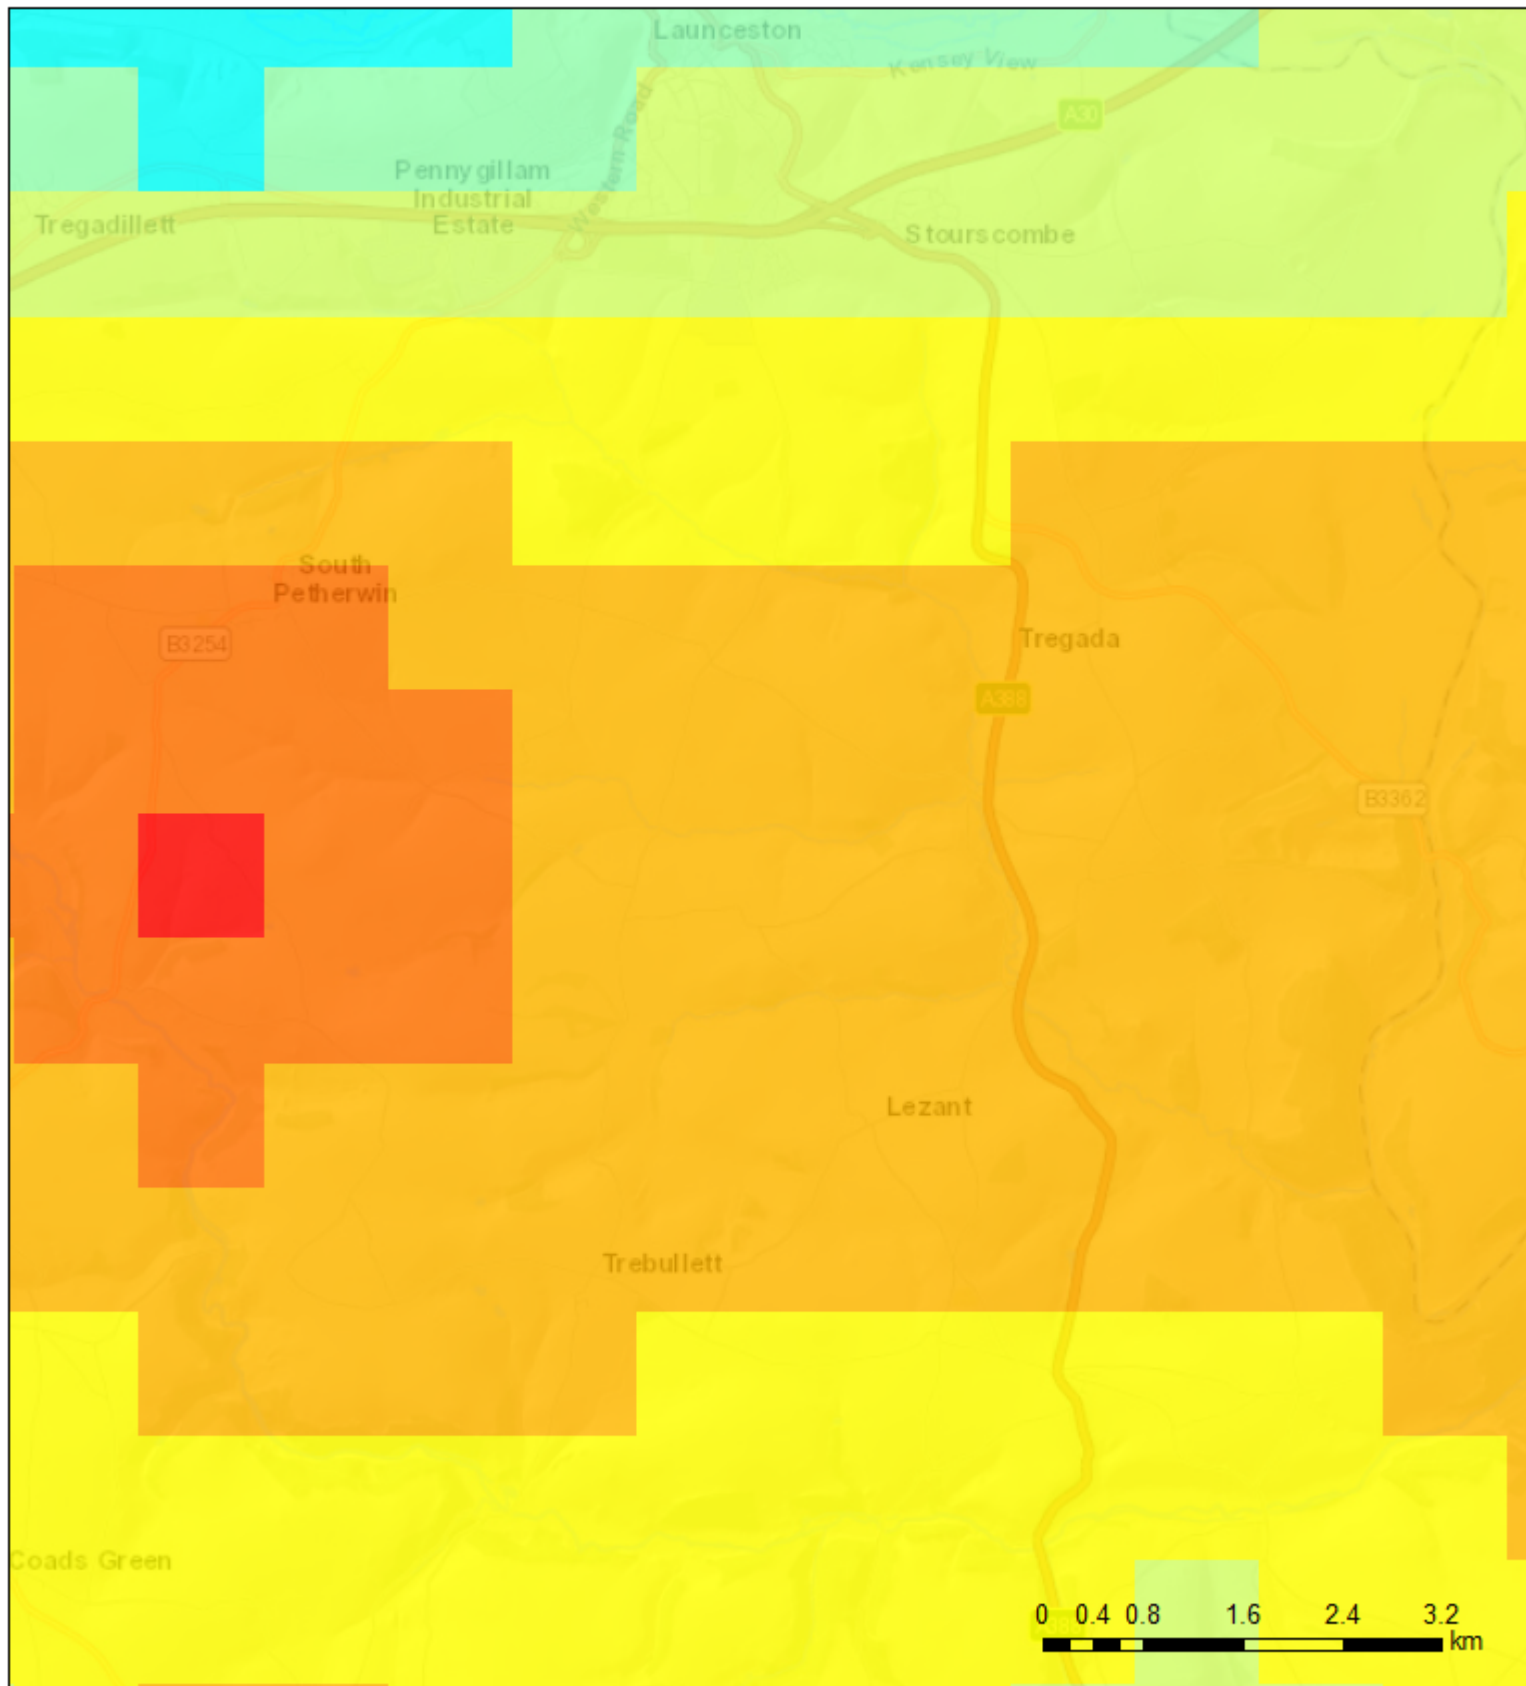 Launceston
Kensey View
A30
Western Road
Pennygillam
Industrial
Estate
Tregadillett
Stourscombe
South
Petherwin
B3254
Tregada
A388
B3362
Lezant
Trebullett
Coads Green
0 0.4 0.8 1.6 2.4 3.2
km
A388